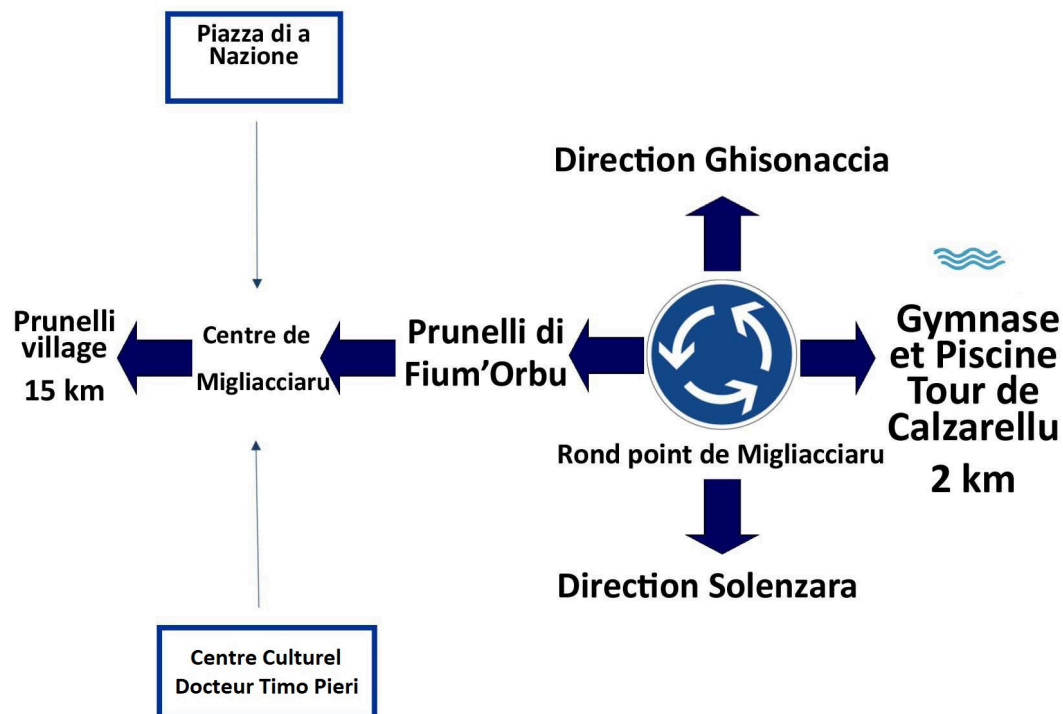 Piazza di a
Nazione
Direction Ghisonaccia
Prunelli
village
15 km
Centre de
Migliacciaru
Prunelli di
Fium'Orbu
Gymnase
et Piscine
Tour de
Calzarellu
2 km
Rond point de Migliacciaru
Direction Solenzara
Centre Culturel
Docteur Timo Pieri